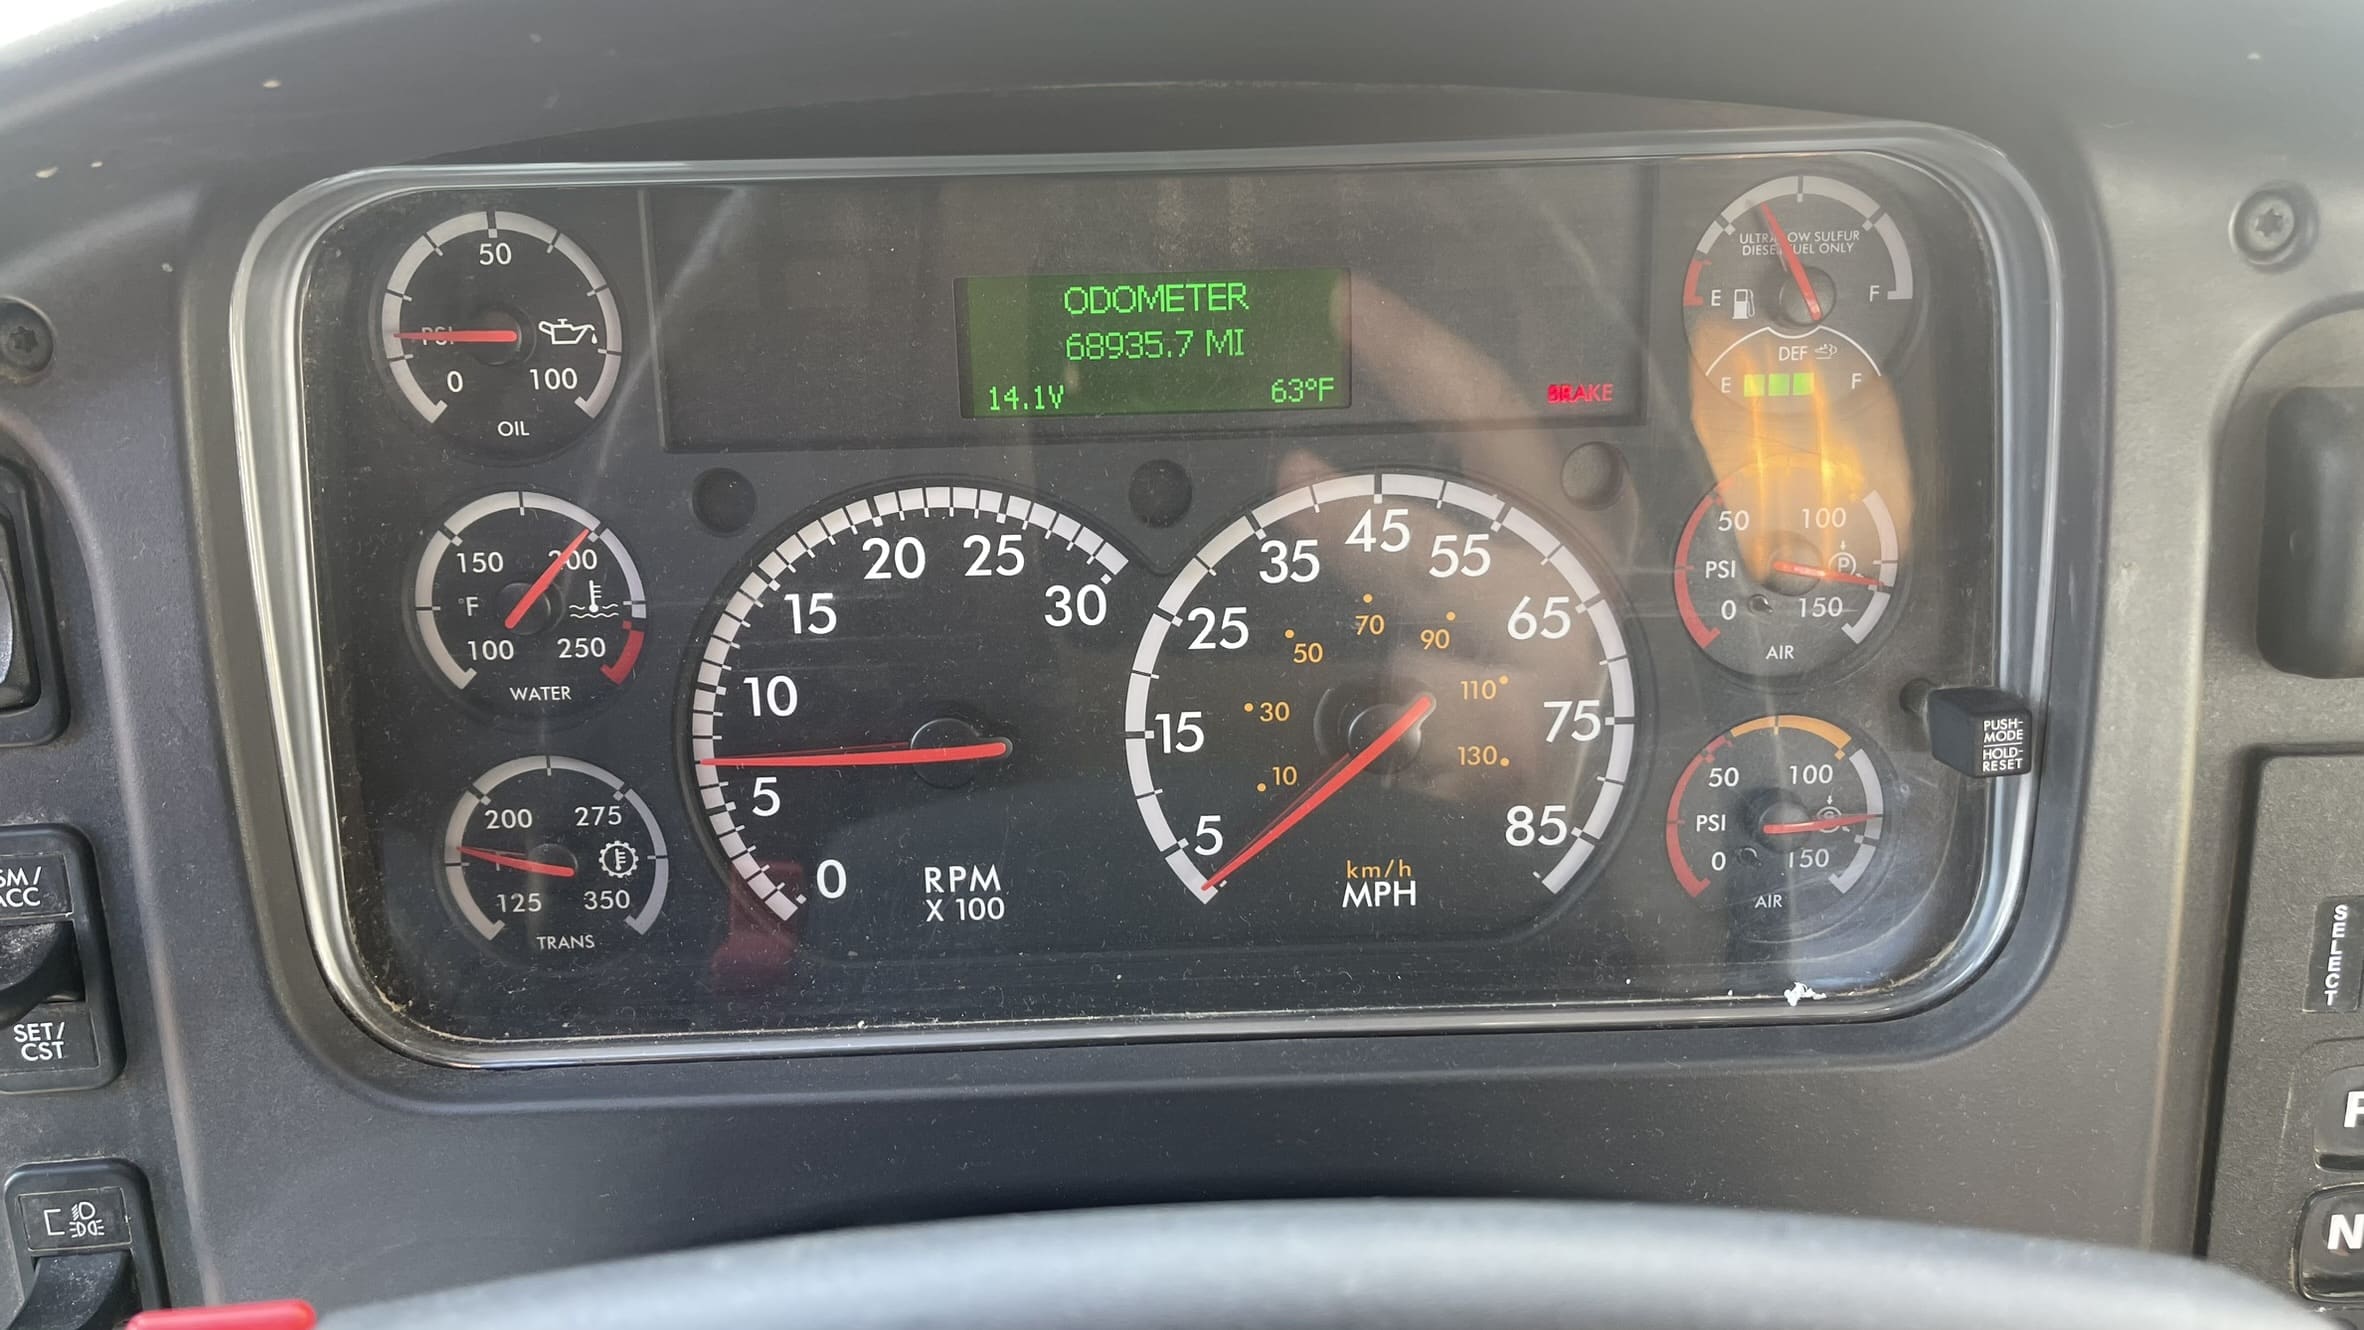 50
PSI
0
100
OIL
ODOMETER
68935.7 MI
14.1V
63°F
BRAKE
ULTRA LOW SULFUR
DIESEL FUEL ONLY
E
F
DEF
E
F
150
200
°F
100
250
WATER
200
275
125
350
TRANS
0
5
10
15
20
25
30
RPM
X 100
5
15
25
35
45
55
65
75
85
10
30
50
70
90
110
130
km/h
MPH
50
100
PSI
P
0
150
AIR
50
100
PSI
0
150
AIR
PUSH-
MODE
HOLD-
RESET
SM/
ACC
SET/
CST
SELECT
N